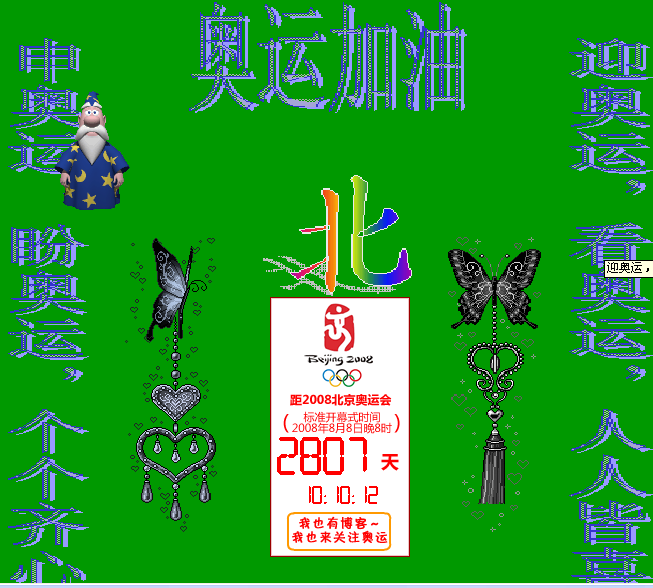 奥运加油
申奥运
盼奥运，
个个齐心
北
Beijing 2008
距2008北京奥运会
(标准开幕式时间
2008年8月8日晚8时)
2807 天
10:10:12
我也有博客~
我也来关注奥运
迎奥运，
看奥运，
人人皆喜
迎奥运，